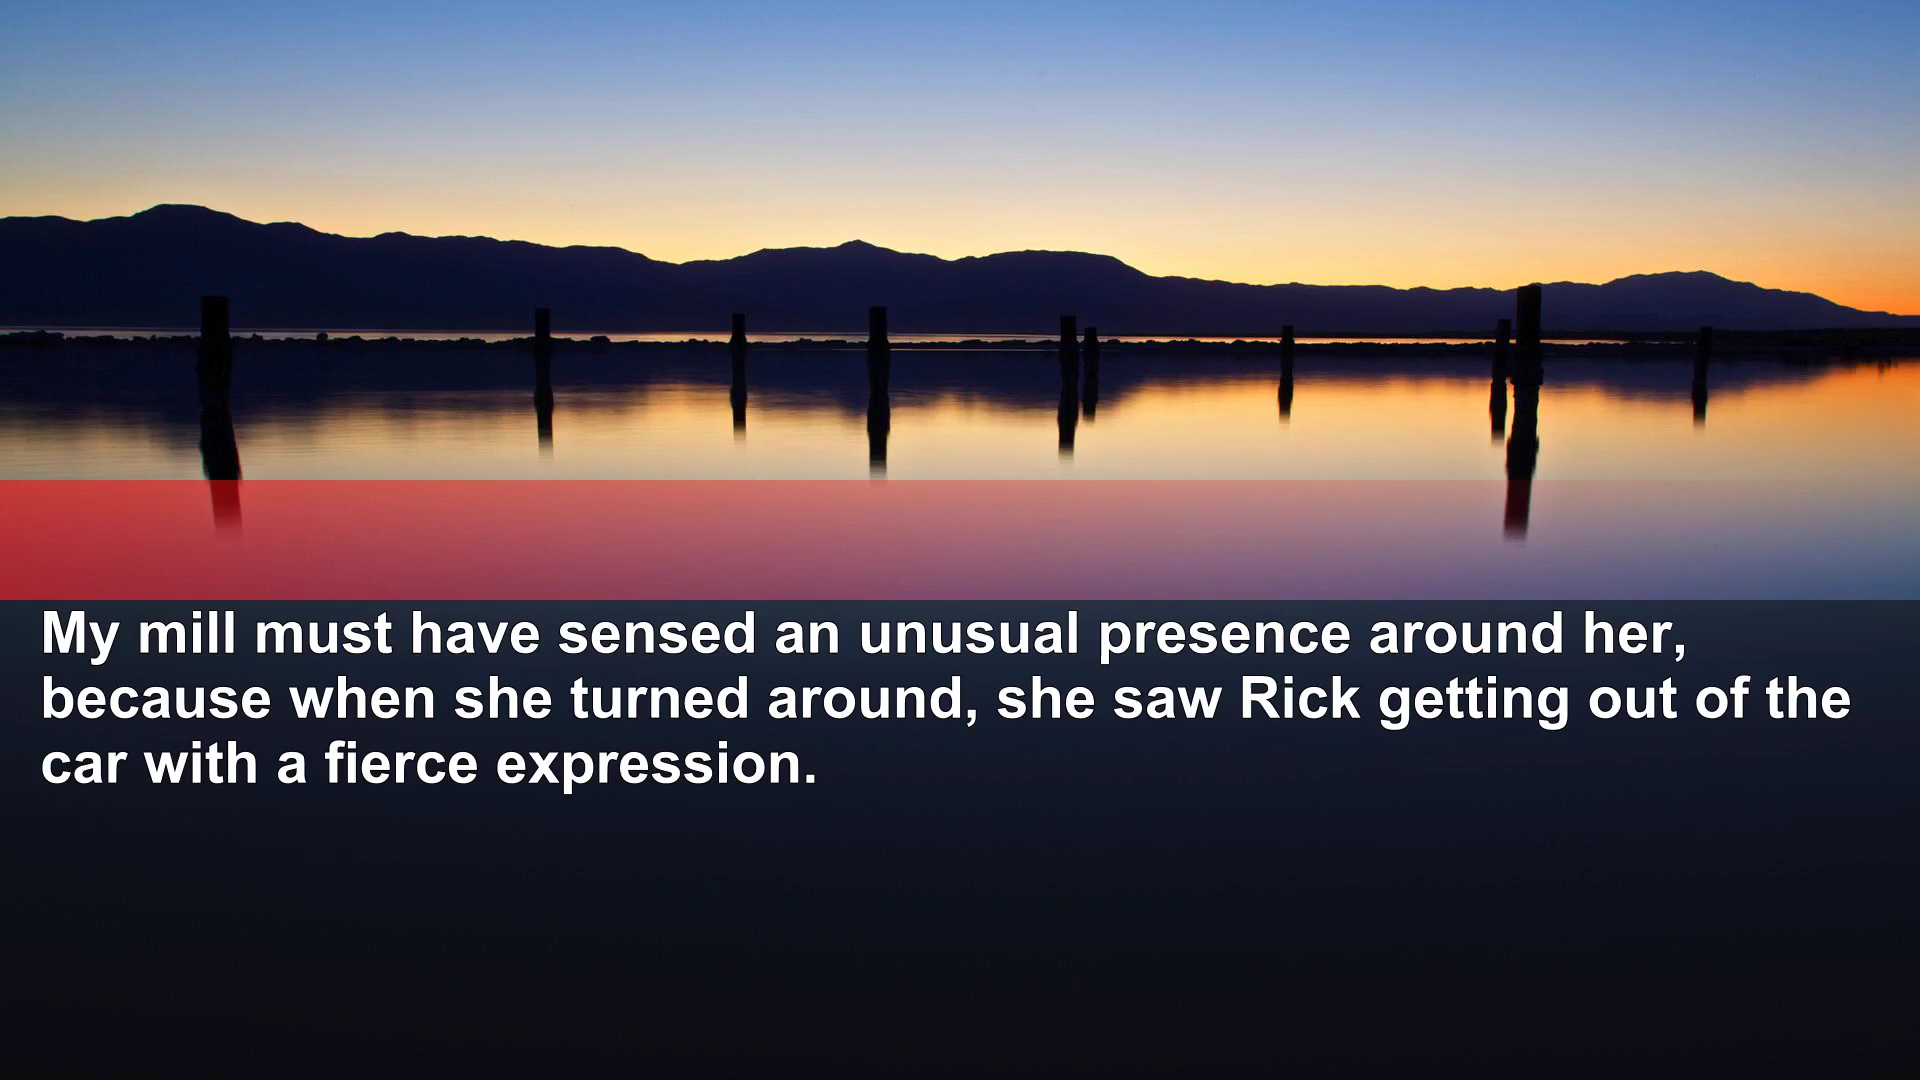 My mill must have sensed an unusual presence around her,
because when she turned around, she saw Rick getting out of the
car with a fierce expression.